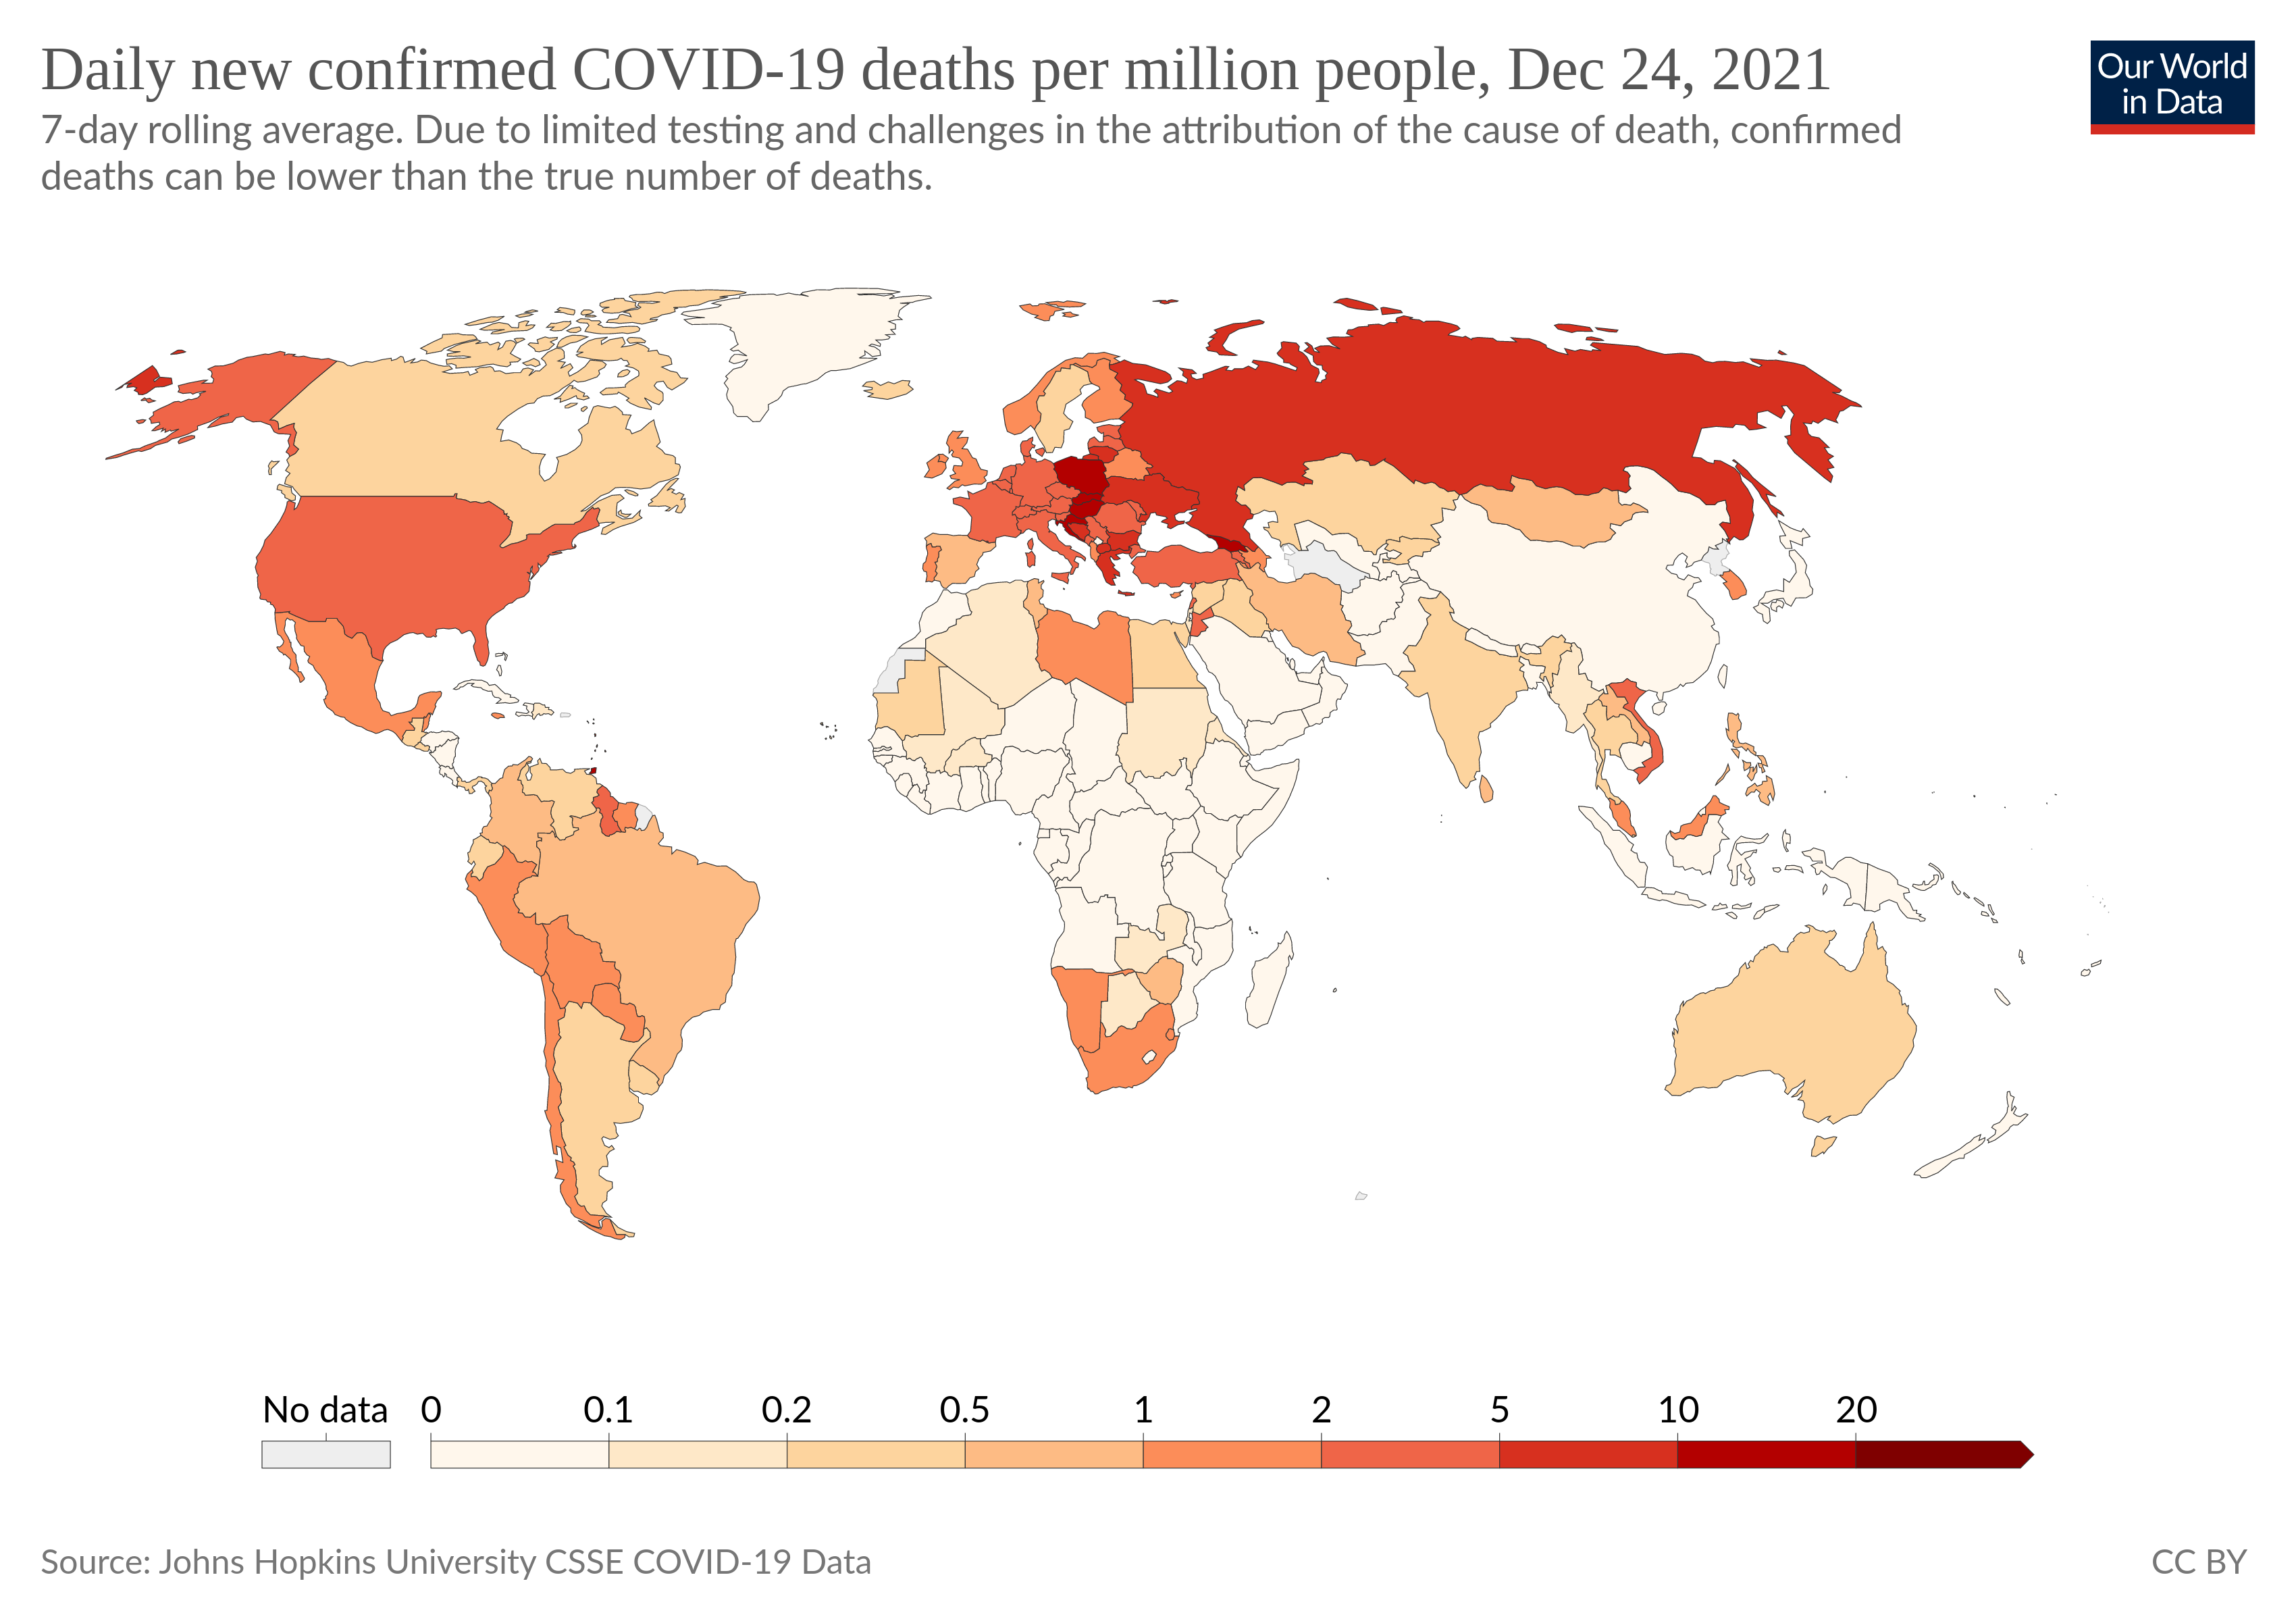 Daily new confirmed COVID-19 deaths per million people, Dec 24, 2021
Our World
in Data
7-day rolling average. Due to limited testing and challenges in the attribution of the cause of death, confirmed
deaths can be lower than the true number of deaths.
No data 0 0.1 0.2 0.5 1 2 5 10 20
Source: Johns Hopkins University CSSE COVID-19 Data CC BY